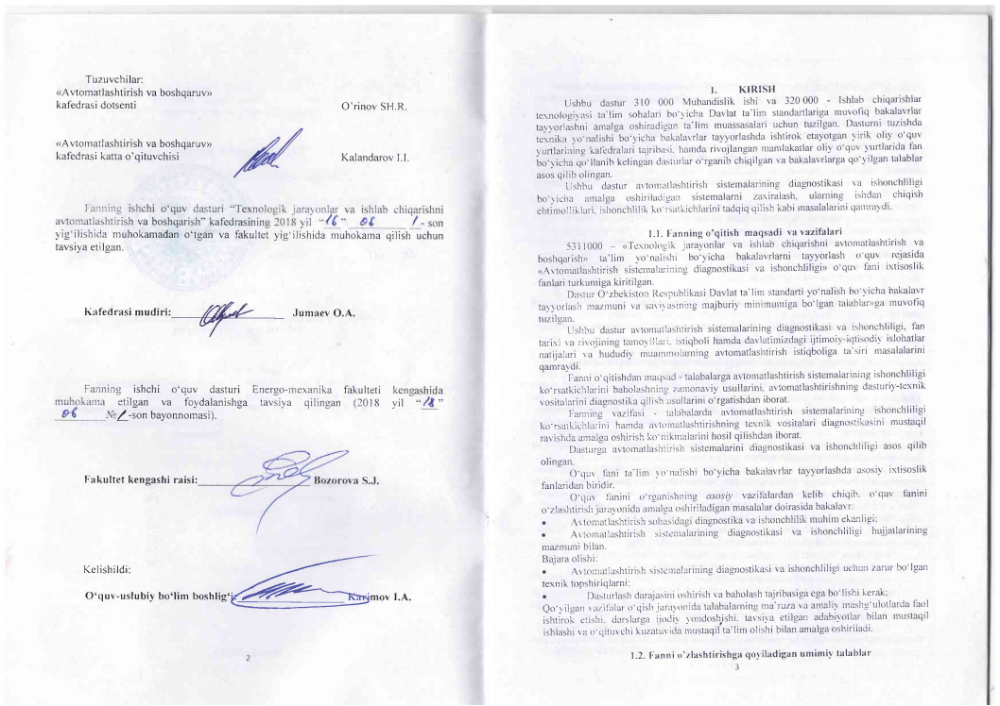 Tuzuvchilar:
«Avtomatlashtirish va boshqaruv»
kafedrasi dotsenti O'rinov SH.R.
«Avtomatlashtirish va boshqaruv»
kafedrasi katta o'qituvchisi Kalandarov I.I.
Fanning ishchi o'quv dasturi "Texnologik jarayonlar va ishlab chiqarishni
avtomatlashtirish va boshqarish" kafedrasining 2018 yil "16" 06 1 - son
yig'ilishida muhokamadan o'tgan va fakultet yig'ilishida muhokama qilish uchun
tavsiya etilgan.
Kafedrasi mudiri: Jumaev O.A.
Fanning ishchi o'quv dasturi Energo-mexanika fakulteti kengashida
muhokama etilgan va foydalanishga tavsiya qilingan (2018 yil "18"
06 №1-son bayonnomasi).
Fakultet kengashi raisi: Bozorova S.J.
Kelishildi:
O'quv-uslubiy bo'lim boshlig'i: Karimov I.A.
2
1. KIRISH
Ushbu dastur 310 000 Muhandislik ishi va 320 000 - Ishlab chiqarishlar
texnologiyasi ta'lim sohalari bo'yicha Davlat ta'lim standartlariga muvofiq bakalavrlar
tayyorlashni amalga oshiradigan ta'lim muassasalari uchun tuzilgan. Dasturni tuzishda
texnika yo'nalishi bo'yicha bakalavrlar tayyorlashda ishtirok etayotgan yirik oliy o'quv
yurtlarining kafedralari tajribasi, hamda rivojlangan mamlakatlar oliy o'quv yurtlarida fan
bo'yicha qo'llanib kelingan dasturlar o'rganib chiqilgan va bakalavrlarga qo'yilgan talablar
asos qilib olingan.
Ushbu dastur avtomatlashtirish sistemalarining diagnostikasi va ishonchliligi
bo'yicha amalga oshiriladigan sistemalarni zaxiralash, ularning ishdan chiqish
ehtimolliklari, ishonchlilik ko'rsatkichlarini tadqiq qilish kabi masalalarini qamraydi.
1.1. Fanning o'qitish maqsadi va vazifalari
5311000 – «Texnologik jarayonlar va ishlab chiqarishni avtomatlashtirish va
boshqarish» ta'lim yo'nalishi bo'yicha bakalavrlarni tayyorlash o'quv rejasida
«Avtomatlashtirish sistemalarining diagnostikasi va ishonchliligi» o'quv fani ixtisoslik
fanlari turkumiga kiritilgan.
Dastur O'zbekiston Respublikasi Davlat ta'lim standarti yo'nalish bo'yicha bakalavr
tayyorlash mazmuni va saviyasining majburiy minimumiga bo'lgan talablarga muvofiq
tuzilgan.
Ushbu dastur avtomatlashtirish sistemalarining diagnostikasi va ishonchliligi, fan
tarixi va rivojining tamoyillari, istiqboli hamda davlatimizdagi ijtimoiy-iqtisodiy islohatlar
natijalari va hududiy muammolarning avtomatlashtirish istiqboliga ta'siri masalalarini
qamraydi.
Fanni o'qitishdan maqsad - talabalarga avtomatlashtirish sistemalarining ishonchliligi
ko'rsatkichlarini baholashning zamonaviy usullarini, avtomatlashtirishning dasturiy-texnik
vositalarini diagnostika qilish usullarini o'rgatishdan iborat.
Fanning vazifasi - talabalarda avtomatlashtirish sistemalarining ishonchliligi
ko'rsatkichlarini hamda avtomatlashtirishning texnik vositalari diagnostikasini mustaqil
ravishda amalga oshirish ko'nikmalarini hosil qilishdan iborat.
Dasturga avtomatlashtirish sistemalarini diagnostikasi va ishonchliligi asos qilib
olingan.
O'quv fani ta'lim yo'nalishi bo'yicha bakalavrlar tayyorlashda asosiy ixtisoslik
fanlaridan biridir.
O'quv fanini o'rganishning asosiy vazifalardan kelib chiqib, o'quv fanini
o'zlashtirish jarayonida amalga oshiriladigan masalalar doirasida bakalavr:
• Avtomatlashtirish sohasidagi diagnostika va ishonchlilik muhim ekanligi;
• Avtomatlashtirish sistemalarining diagnostikasi va ishonchliligi hujjatlarining
mazmuni bilan.
Bajara olishi:
• Avtomatlashtirish sistemalarining diagnostikasi va ishonchliligi uchun zarur bo'lgan
texnik topshiriqlarni:
• Dasturlash darajasini oshirish va baholash tajribasiga ega bo'lishi kerak;
Qo'yilgan vazifalar o'qish jarayonida talabalarning ma'ruza va amaliy mashg'ulotlarda faol
ishtirok etishi, darslarga ijodiy yondoshishi, tavsiya etilgan adabiyotlar bilan mustaqil
ishlashi va o'qituvchi kuzatuvida mustaqil ta'lim olishi bilan amalga oshiriladi.
1.2. Fanni o'zlashtirishga qoyiladigan umimiy talablar
3